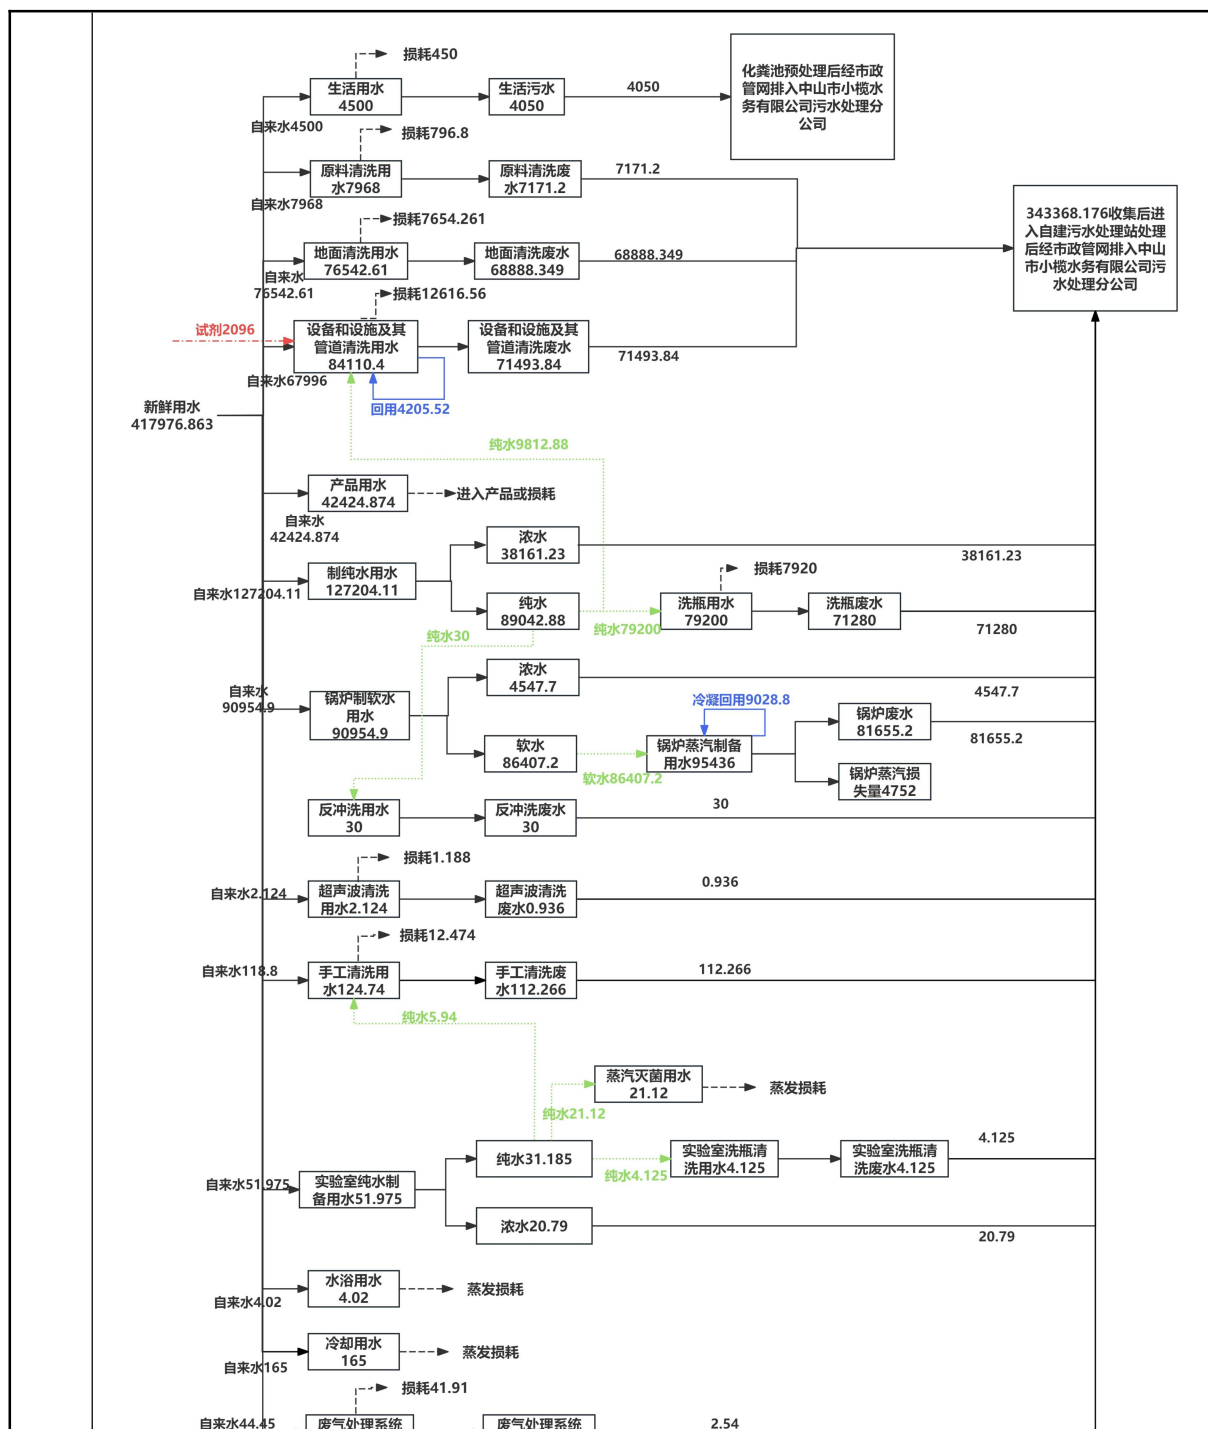 损耗450
生活用水
4500
生活污水
4050
4050
化粪池预处理后经市政
管网排入中山市小榄水
务有限公司污水处理分
公司
自来水4500
损耗796.8
原料清洗用
水7968
原料清洗废
水7171.2
7171.2
自来水7968
343368.176收集后进
入自建污水处理站处理
后经市政管网排入中山
市小榄水务有限公司污
水处理分公司
损耗7654.261
地面清洗用水
76542.61
地面清洗废水
68888.349
68888.349
自来水
76542.61
损耗12616.56
试剂2096
设备和设施及其
管道清洗用水
84110.4
设备和设施及其
管道清洗废水
71493.84
71493.84
自来水67996
回用4205.52
新鲜用水
417976.863
纯水9812.88
产品用水
42424.874
进入产品或损耗
自来水
42424.874
浓水
38161.23
38161.23
制纯水用水
127204.11
自来水127204.11
纯水
89042.88
纯水79200
损耗7920
洗瓶用水
79200
洗瓶废水
71280
71280
纯水30
浓水
4547.7
4547.7
自来水
90954.9
锅炉制软水
用水
90954.9
冷凝回用9028.8
软水
86407.2
软水86407.2
锅炉蒸汽制备
用水95436
锅炉废水
81655.2
81655.2
锅炉蒸汽损
失量4752
反冲洗用水
30
反冲洗废水
30
30
损耗1.188
自来水2.124
超声波清洗
用水2.124
超声波清洗
废水0.936
0.936
损耗12.474
自来水118.8
手工清洗用
水124.74
手工清洗废
水112.266
112.266
纯水5.94
蒸汽灭菌用水
21.12
蒸发损耗
纯水21.12
纯水31.185
纯水4.125
实验室洗瓶清
洗用水4.125
实验室洗瓶清
洗废水4.125
4.125
自来水51.975
实验室纯水制
备用水51.975
浓水20.79
20.79
水浴用水
4.02
蒸发损耗
自来水4.02
冷却用水
165
蒸发损耗
自来水165
损耗41.91
自来水44.45
废气处理系统
废气处理系统
2.54